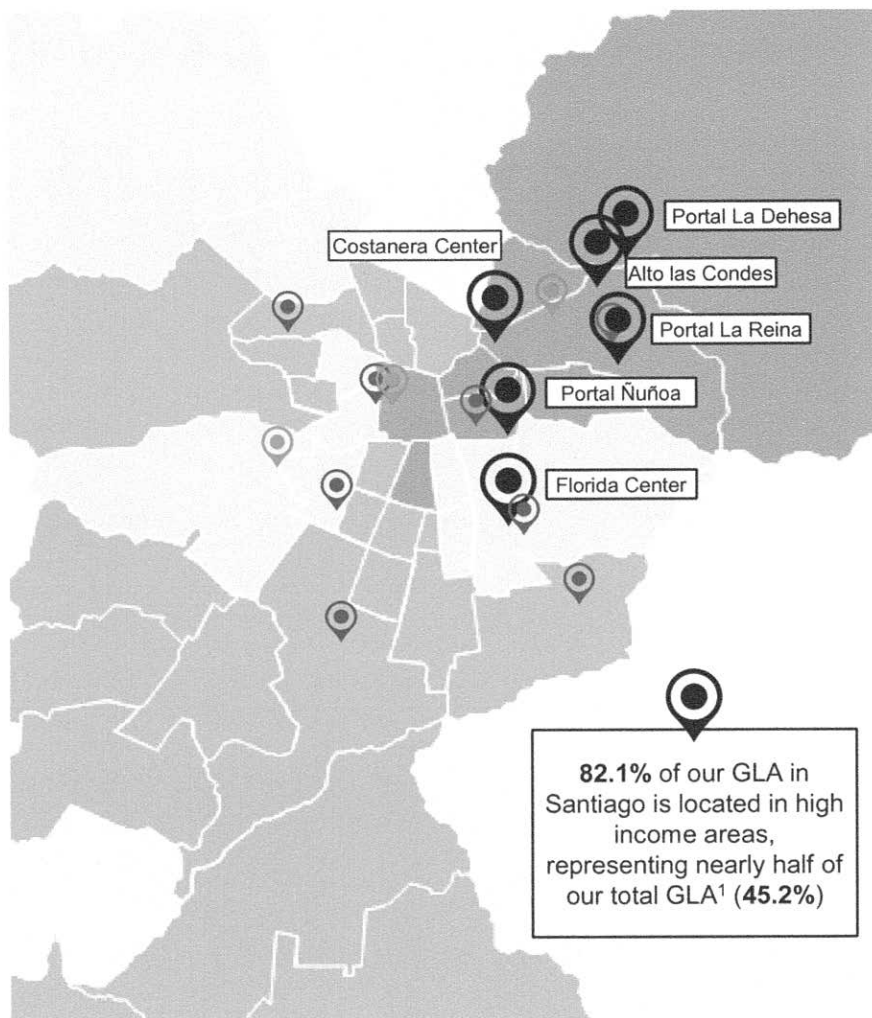 Portal La Dehesa
Costanera Center
Alto las Condes
Portal La Reina
Portal Ñuñoa
Florida Center
82.1% of our GLA in
Santiago is located in high
income areas,
representing nearly half of
our total GLA¹ (45.2%)